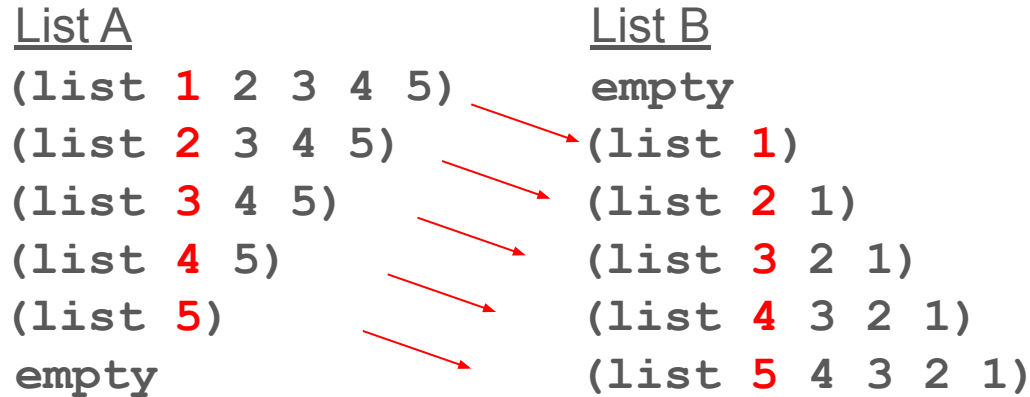 List A List B
(list 1 2 3 4 5) empty
(list 2 3 4 5) (list 1)
(list 3 4 5) (list 2 1)
(list 4 5) (list 3 2 1)
(list 5) (list 4 3 2 1)
empty (list 5 4 3 2 1)